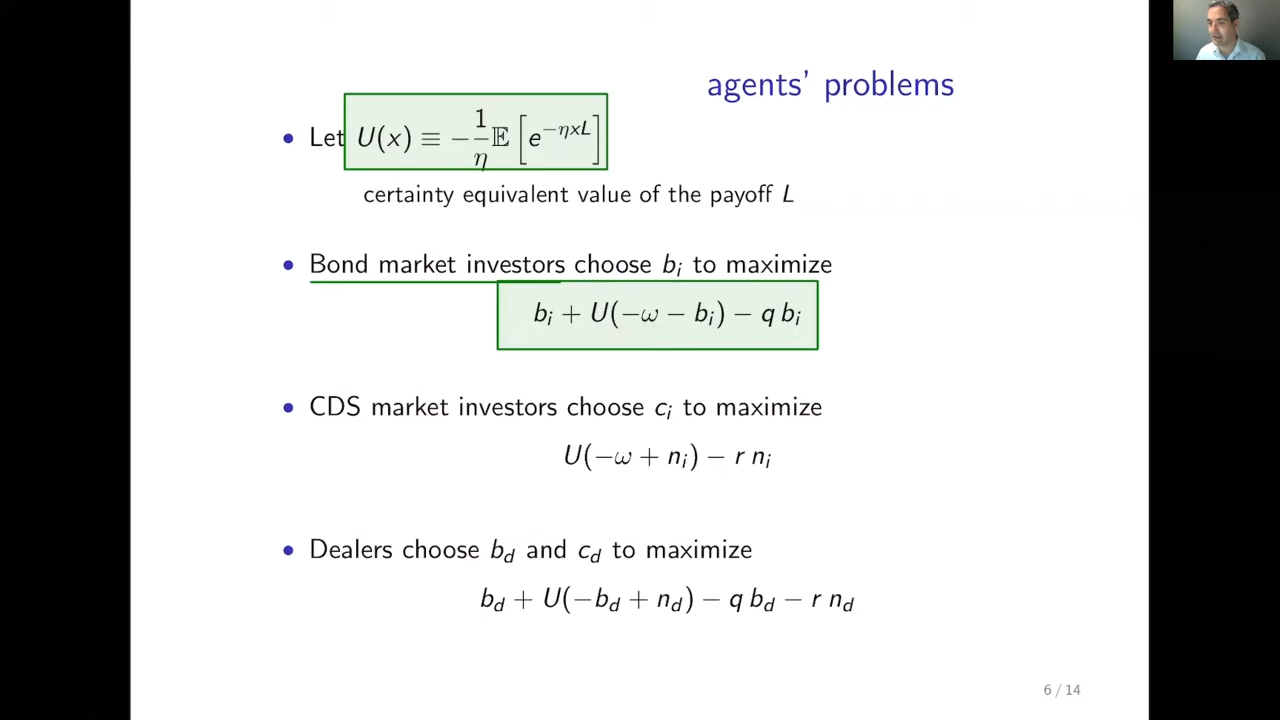 agents' problems
• Let U(x) ≡ −1/η 𝔼 [e^{−ηxL}]
certainty equivalent value of the payoff L
• Bond market investors choose b_i to maximize
b_i + U(−ω − b_i) − q b_i
• CDS market investors choose c_i to maximize
U(−ω + n_i) − r n_i
• Dealers choose b_d and c_d to maximize
b_d + U(−b_d + n_d) − q b_d − r n_d
6 / 14